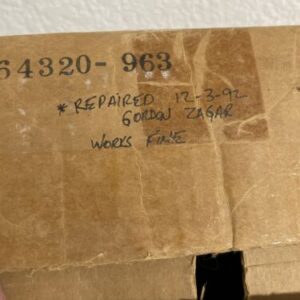 64320-963
* REPAIRED 12-3-92
GORDON ZAGAR
WORKS FINE